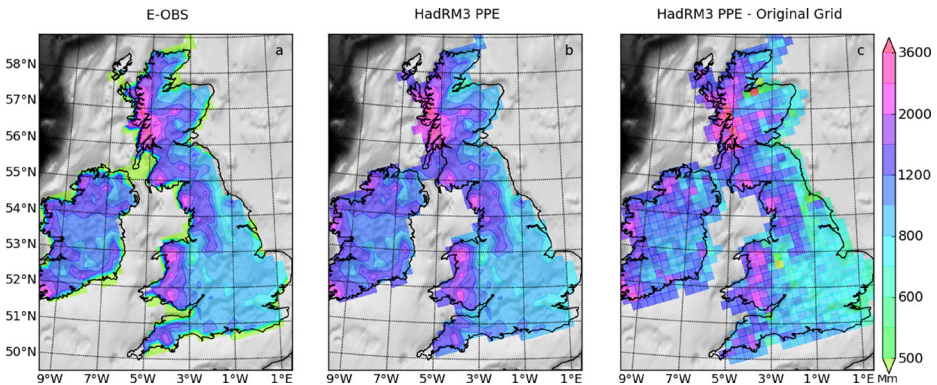 E-OBS
HadRM3 PPE
HadRM3 PPE - Original Grid
a
b
c
58°N
57°N
56°N
55°N
54°N
53°N
52°N
51°N
50°N
9°W 7°W 5°W 3°W 1°W 1°E
9°W 7°W 5°W 3°W 1°W 1°E
9°W 7°W 5°W 3°W 1°W 1°E
3600
2000
1200
800
600
500
Mm